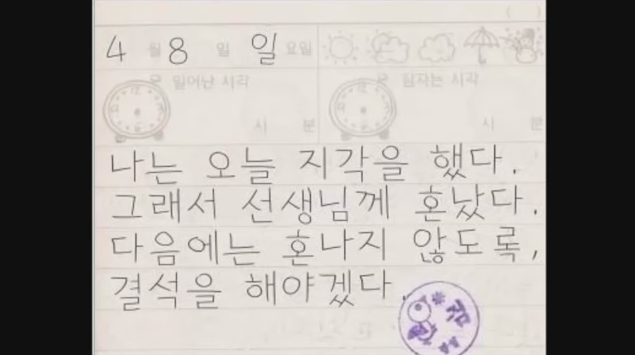 4 월 8 일 일 요일
일어난 시각 잠자는 시각
시 분 시 분
나는 오늘 지각을 했다.
그래서 선생님께 혼났다.
다음에는 혼나지 않도록,
결석을 해야겠다.